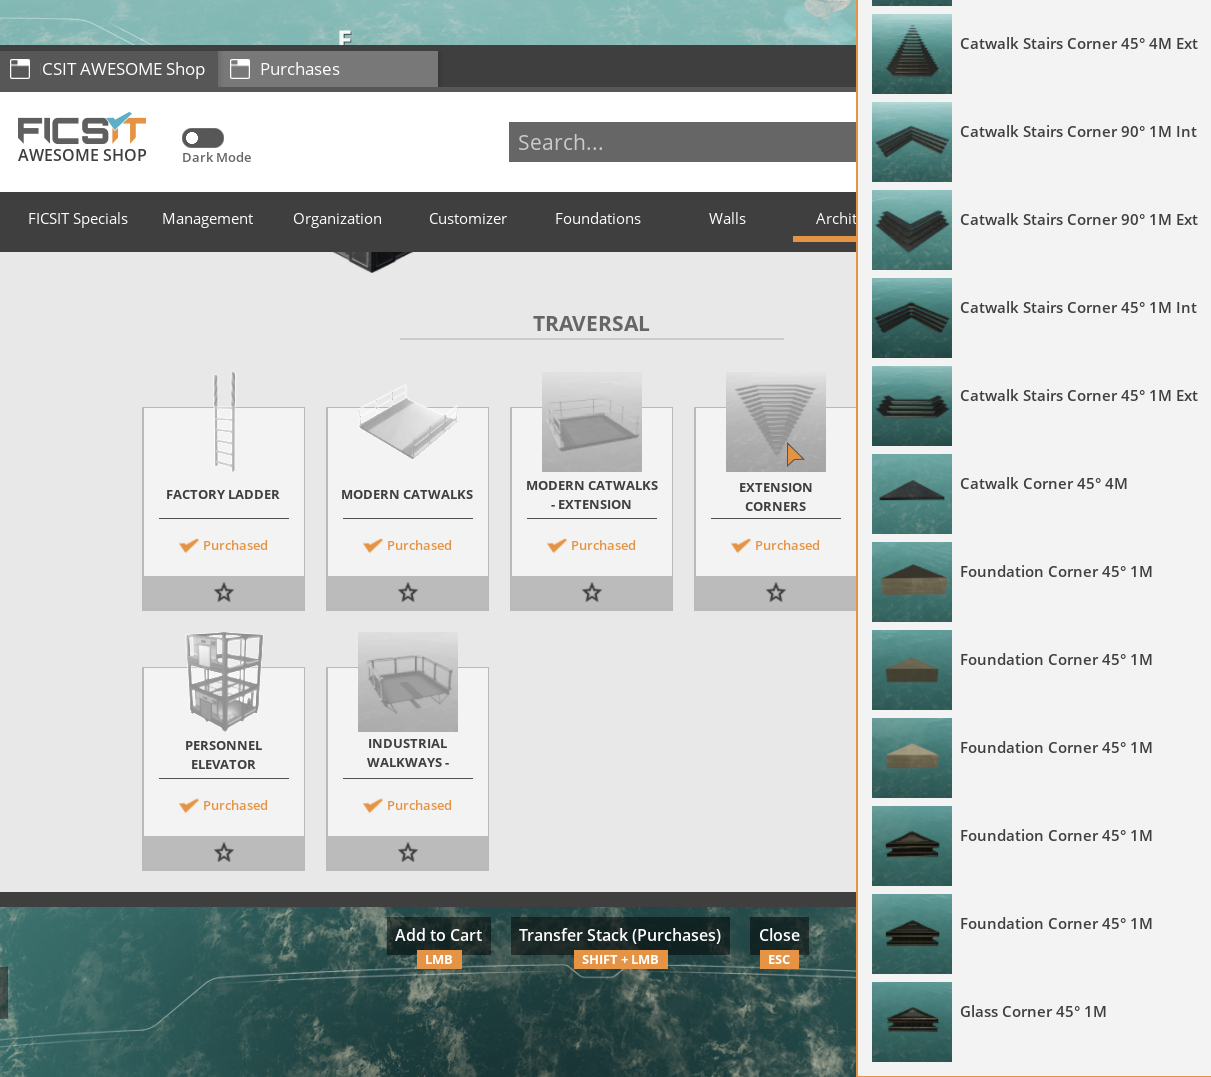 F
CSIT AWESOME Shop
Purchases
FICSIT
AWESOME SHOP
Dark Mode
Search...
FICSIT Specials
Management
Organization
Customizer
Foundations
Walls
Archit
TRAVERSAL
FACTORY LADDER
Purchased
MODERN CATWALKS
Purchased
MODERN CATWALKS
- EXTENSION
Purchased
EXTENSION
CORNERS
Purchased
PERSONNEL
ELEVATOR
Purchased
INDUSTRIAL
WALKWAYS -
Purchased
Add to Cart
LMB
Transfer Stack (Purchases)
SHIFT + LMB
Close
ESC
Catwalk Stairs Corner 45° 4M Ext
Catwalk Stairs Corner 90° 1M Int
Catwalk Stairs Corner 90° 1M Ext
Catwalk Stairs Corner 45° 1M Int
Catwalk Stairs Corner 45° 1M Ext
Catwalk Corner 45° 4M
Foundation Corner 45° 1M
Foundation Corner 45° 1M
Foundation Corner 45° 1M
Foundation Corner 45° 1M
Foundation Corner 45° 1M
Glass Corner 45° 1M